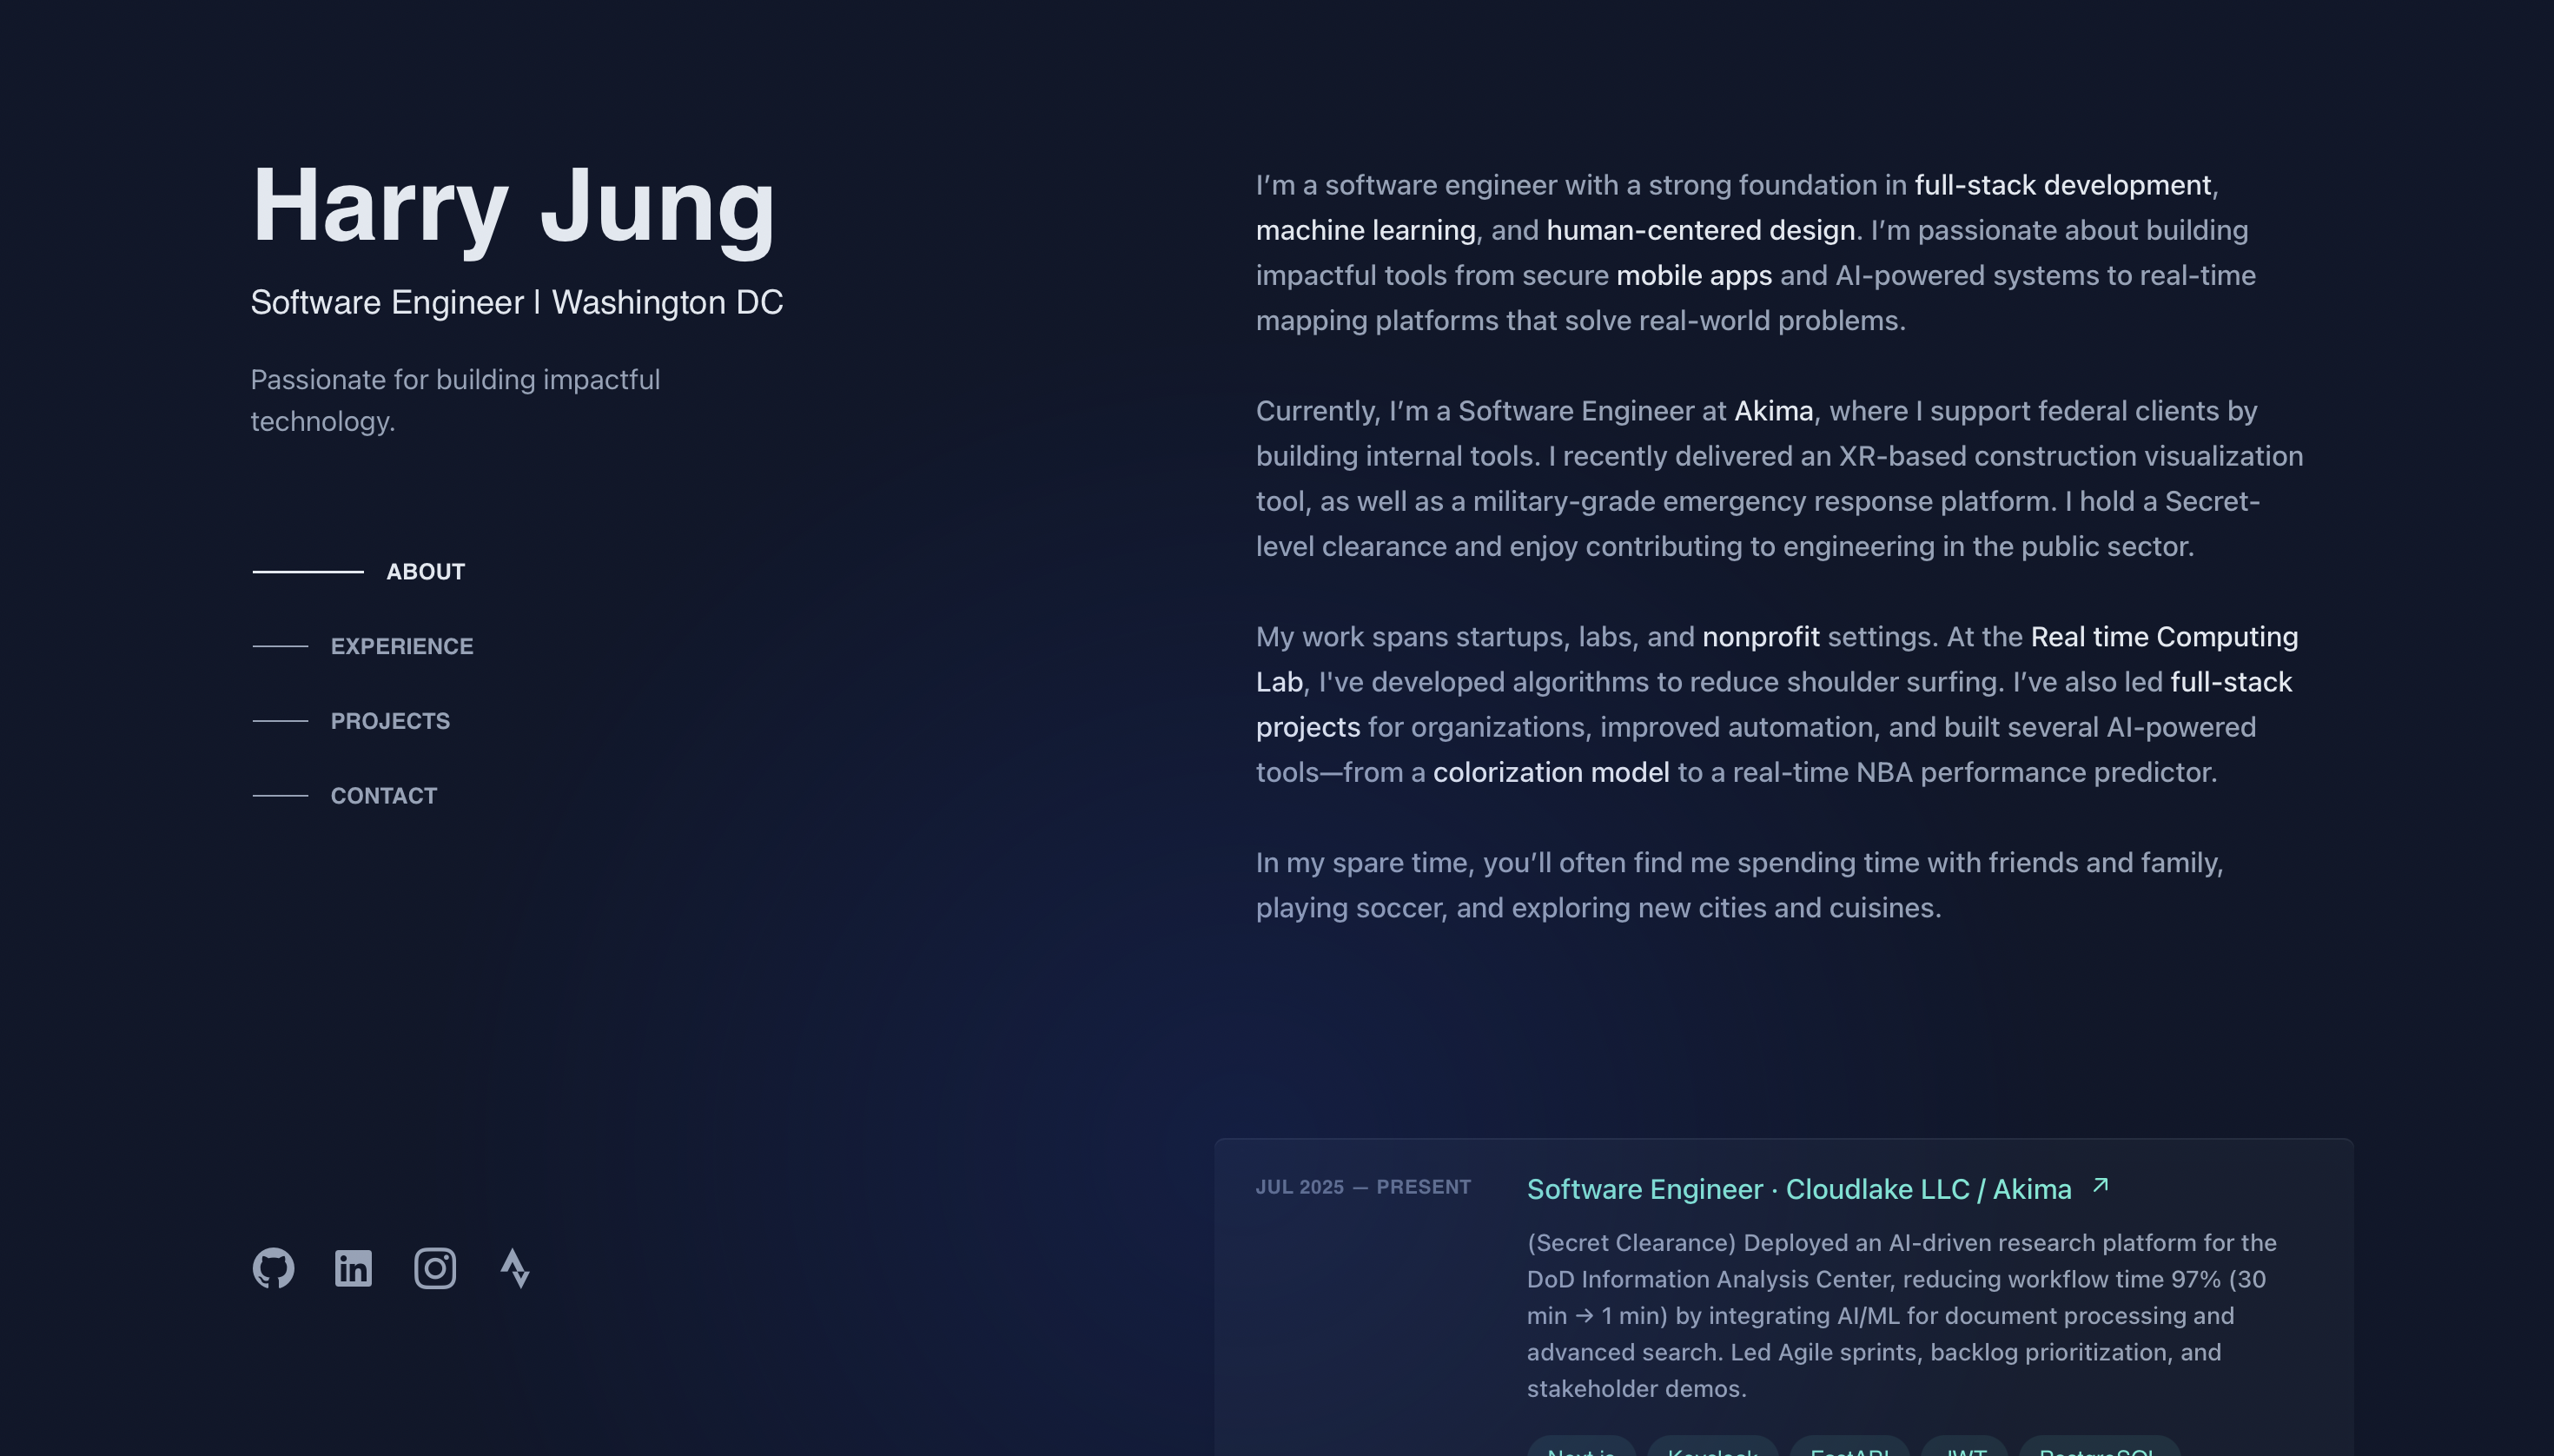 Harry Jung
Software Engineer | Washington DC
Passionate for building impactful
technology.
ABOUT
EXPERIENCE
PROJECTS
CONTACT
I’m a software engineer with a strong foundation in full-stack development,
machine learning, and human-centered design. I’m passionate about building
impactful tools from secure mobile apps and AI-powered systems to real-time
mapping platforms that solve real-world problems.
Currently, I’m a Software Engineer at Akima, where I support federal clients by
building internal tools. I recently delivered an XR-based construction visualization
tool, as well as a military-grade emergency response platform. I hold a Secret-
level clearance and enjoy contributing to engineering in the public sector.
My work spans startups, labs, and nonprofit settings. At the Real time Computing
Lab, I've developed algorithms to reduce shoulder surfing. I’ve also led full-stack
projects for organizations, improved automation, and built several AI-powered
tools—from a colorization model to a real-time NBA performance predictor.
In my spare time, you’ll often find me spending time with friends and family,
playing soccer, and exploring new cities and cuisines.
JUL 2025 — PRESENT
Software Engineer · Cloudlake LLC / Akima
(Secret Clearance) Deployed an AI-driven research platform for the
DoD Information Analysis Center, reducing workflow time 97% (30
min → 1 min) by integrating AI/ML for document processing and
advanced search. Led Agile sprints, backlog prioritization, and
stakeholder demos.
Next.js Keycloak FastAPI JWT PostgreSQL